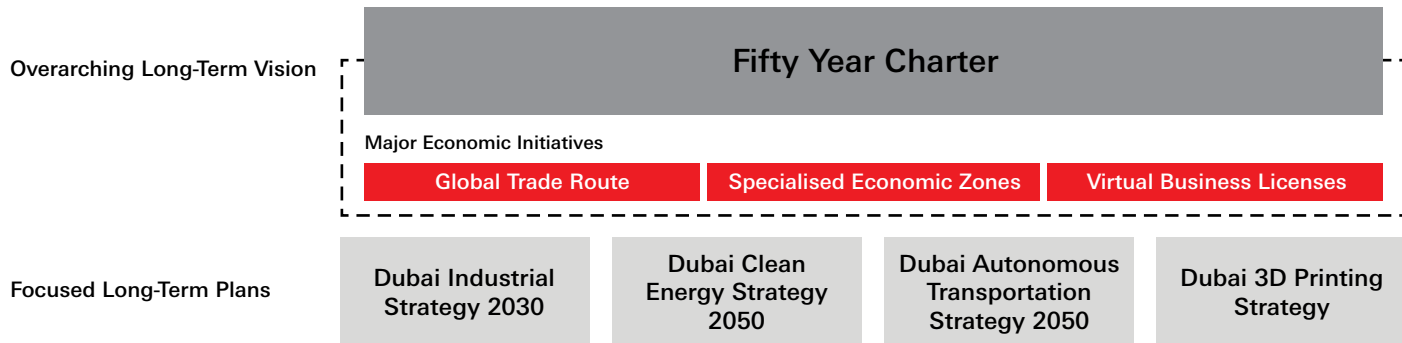 Overarching Long-Term Vision
Fifty Year Charter
Major Economic Initiatives
Global Trade Route
Specialised Economic Zones
Virtual Business Licenses
Focused Long-Term Plans
Dubai Industrial
Strategy 2030
Dubai Clean
Energy Strategy
2050
Dubai Autonomous
Transportation
Strategy 2050
Dubai 3D Printing
Strategy